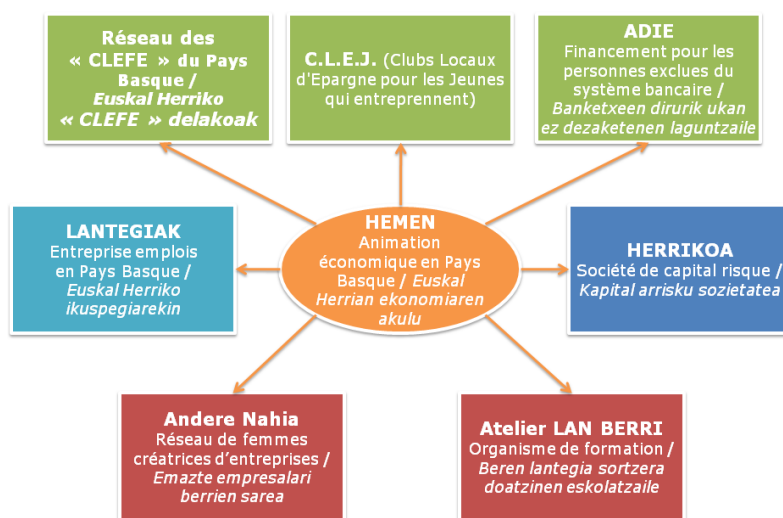 Réseau des
« CLEFE » du Pays
Basque /
Euskal Herriko
« CLEFE » delakoak
C.L.E.J. (Clubs Locaux
d'Epargne pour les Jeunes
qui entreprennent)
ADIE
Financement pour les
personnes exclues du
système bancaire /
Banketxeen dirurik ukan
ez dezaketenen laguntzaile
LANTEGIAK
Entreprise emplois
en Pays Basque /
Euskal Herriko
ikuspegiarekin
HEMEN
Animation
économique en Pays
Basque / Euskal
Herrian ekonomiaren
akulu
HERRIKOA
Société de capital risque /
Kapital arrisku sozietatea
Andere Nahia
Réseau de femmes
créatrices d’entreprises /
Emazte empresalari
berrien sarea
Atelier LAN BERRI
Organisme de formation /
Beren lantegia sortzera
doatzinen eskolatzaile